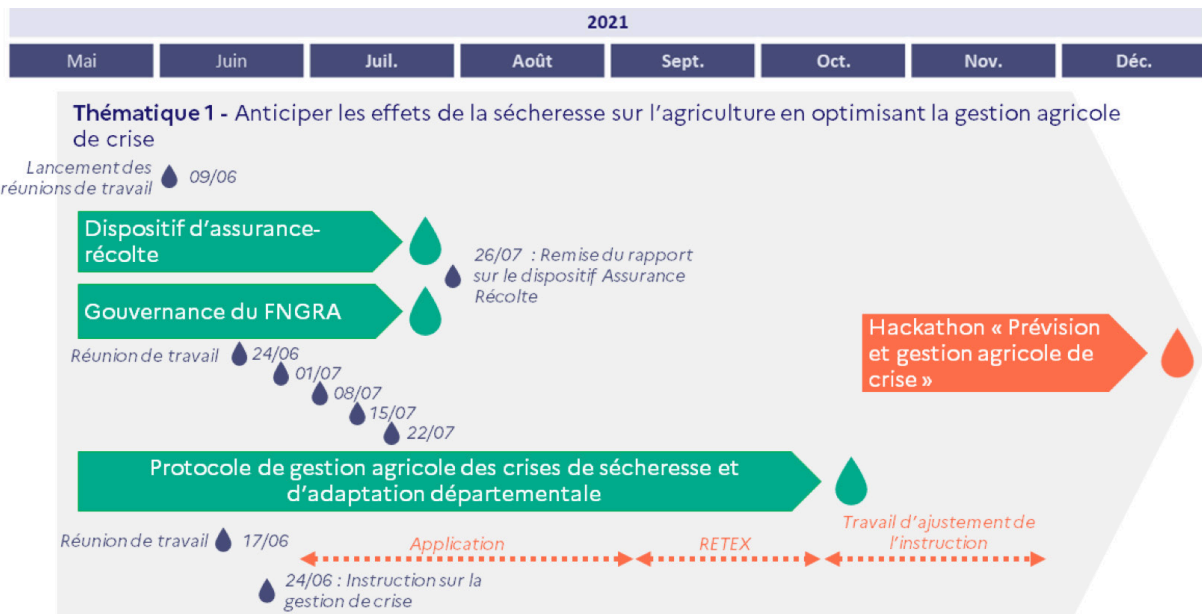 2021
Mai
Juin
Juil.
Août
Sept.
Oct.
Nov.
Déc.
Thématique 1 - Anticiper les effets de la sécheresse sur l'agriculture en optimisant la gestion agricole
de crise
Lancement des
réunions de travail
09/06
Dispositif d'assurance-
récolte
26/07 : Remise du rapport
sur le dispositif Assurance
Récolte
Gouvernance du FNGRA
Hackathon « Prévision
et gestion agricole de
crise »
Réunion de travail
24/06
01/07
08/07
15/07
22/07
Protocole de gestion agricole des crises de sécheresse et
d'adaptation départementale
Réunion de travail
17/06
Application
RETEX
Travail d'ajustement de
l'instruction
24/06 : Instruction sur la
gestion de crise